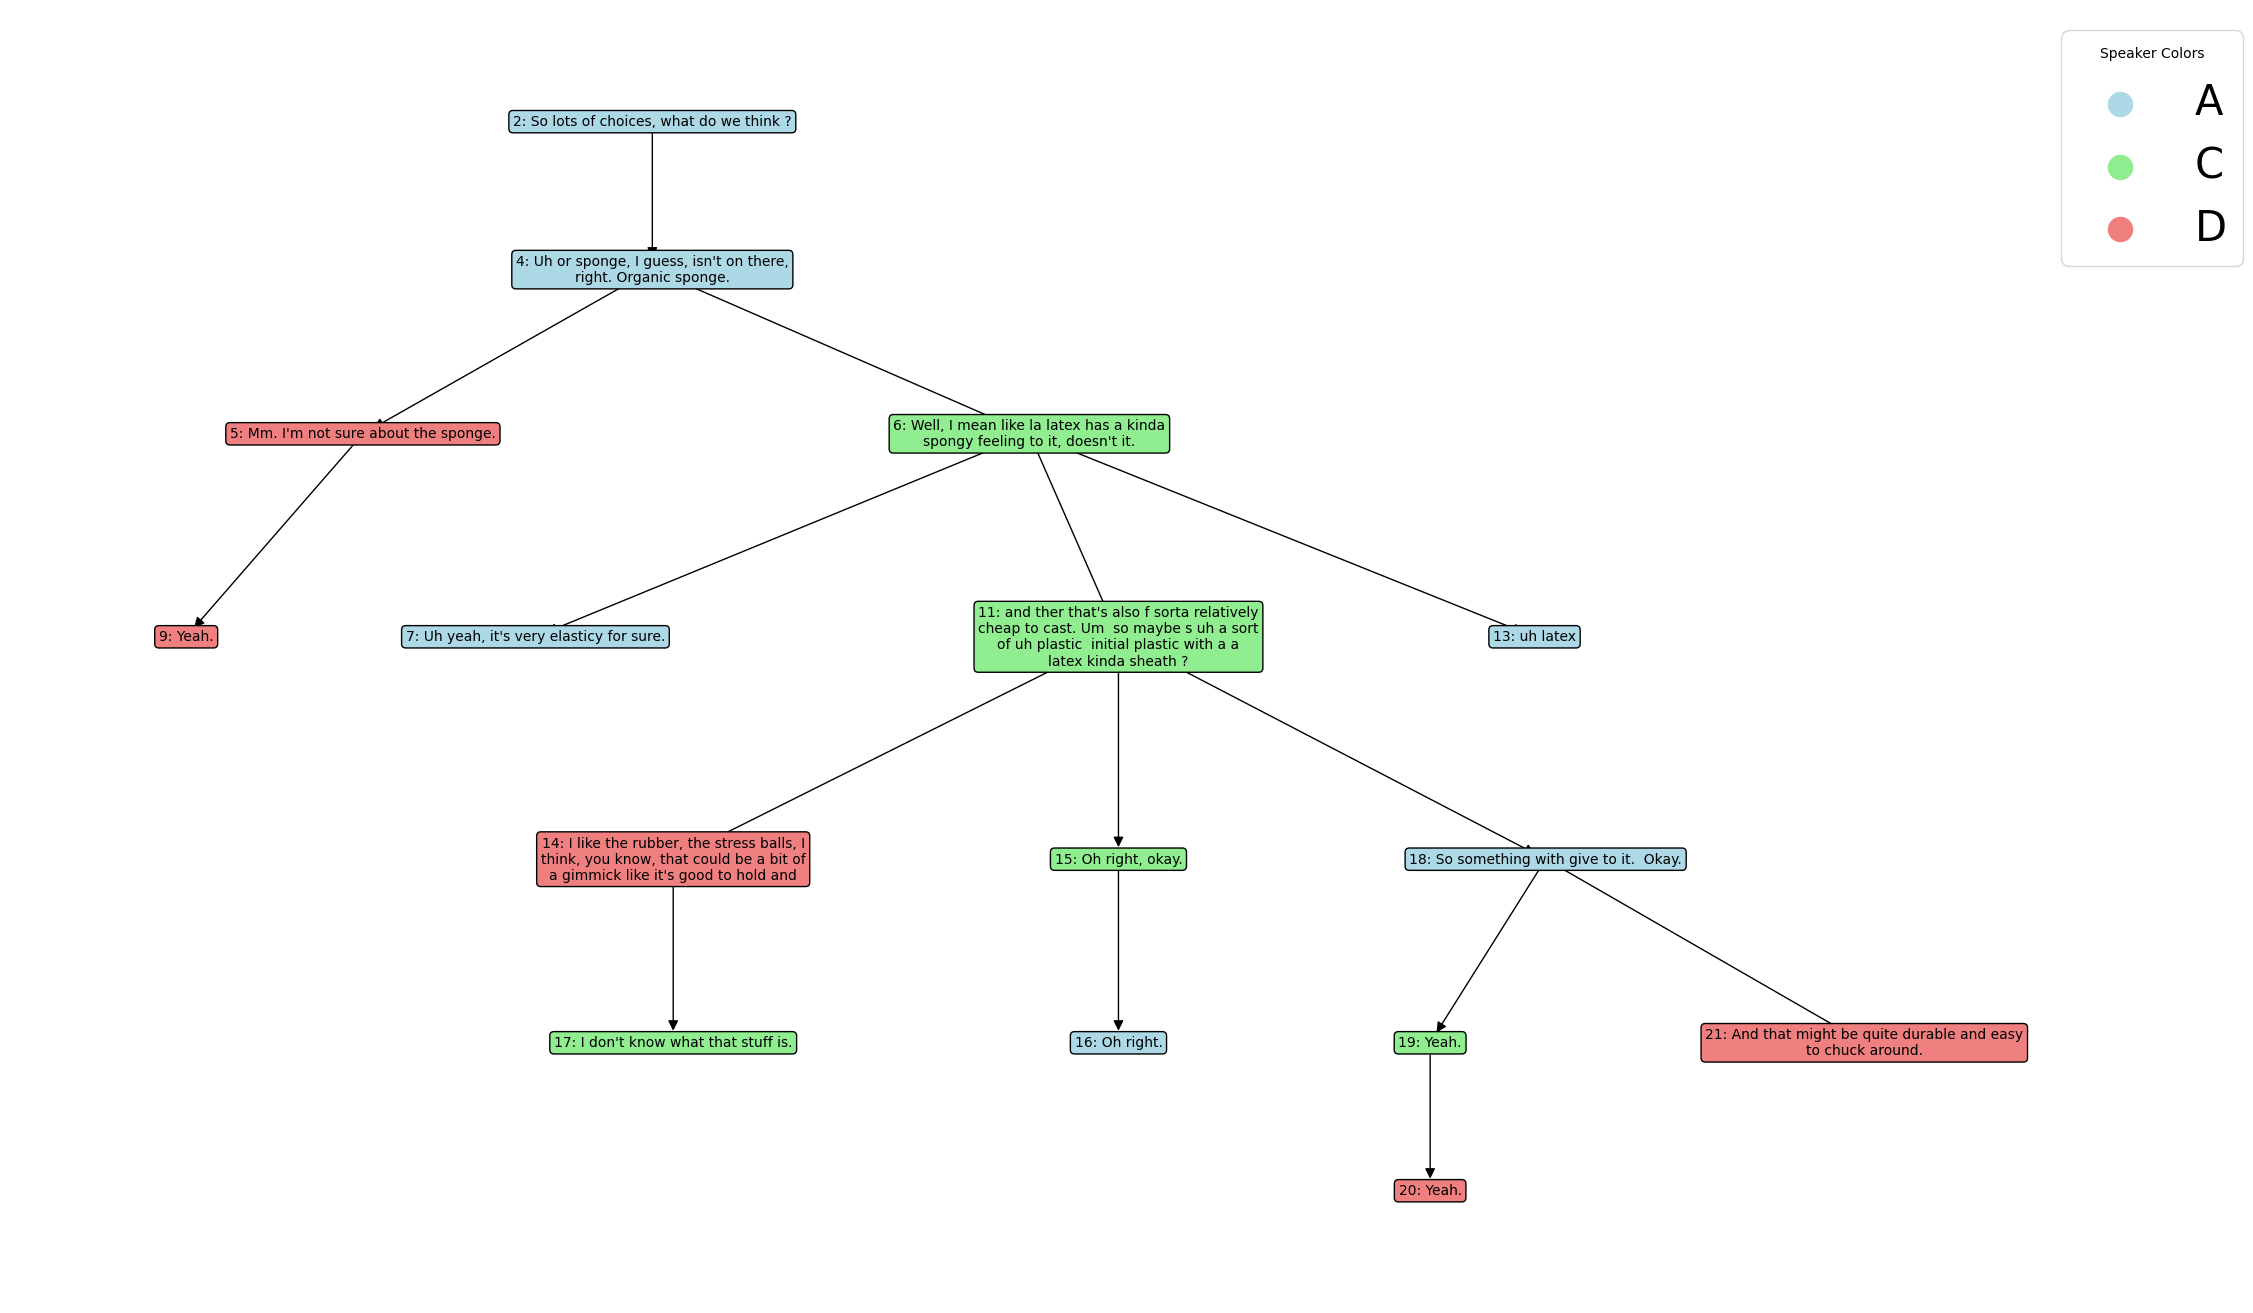 Speaker Colors
A
C
D
2: So lots of choices, what do we think ?
4: Uh or sponge, I guess, isn't on there,
right. Organic sponge.
5: Mm. I'm not sure about the sponge.
6: Well, I mean like la latex has a kinda
spongy feeling to it, doesn't it.
9: Yeah.
7: Uh yeah, it's very elasticy for sure.
11: and ther that's also f sorta relatively
cheap to cast. Um  so maybe s uh a sort
of uh plastic  initial plastic with a a
latex kinda sheath ?
13: uh latex
14: I like the rubber, the stress balls, I
think, you know, that could be a bit of
a gimmick like it's good to hold and
15: Oh right, okay.
18: So something with give to it.  Okay.
17: I don't know what that stuff is.
16: Oh right.
19: Yeah.
21: And that might be quite durable and easy
to chuck around.
20: Yeah.